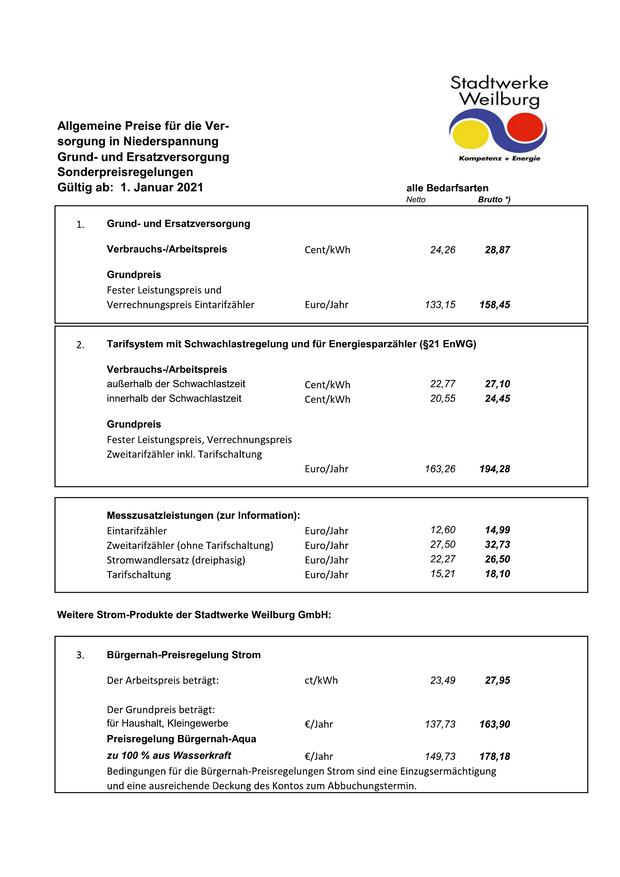 Stadtwerke
Weilburg
Kompetenz + Energie
Allgemeine Preise für die Ver-
sorgung in Niederspannung
Grund- und Ersatzversorgung
Sonderpreisregelungen
Gültig ab: 1. Januar 2021
alle Bedarfsarten
Netto Brutto *)
1. Grund- und Ersatzversorgung
Verbrauchs-/Arbeitspreis Cent/kWh 24,26 28,87
Grundpreis
Fester Leistungspreis und
Verrechnungspreis Eintarifzähler Euro/Jahr 133,15 158,45
2. Tarifsystem mit Schwachlastregelung und für Energiesparzähler (§21 EnWG)
Verbrauchs-/Arbeitspreis
außerhalb der Schwachlastzeit Cent/kWh 22,77 27,10
innerhalb der Schwachlastzeit Cent/kWh 20,55 24,45
Grundpreis
Fester Leistungspreis, Verrechnungspreis
Zweitarifzähler inkl. Tarifschaltung
Euro/Jahr 163,26 194,28
Messzusatzleistungen (zur Information):
Eintarifzähler Euro/Jahr 12,60 14,99
Zweitarifzähler (ohne Tarifschaltung) Euro/Jahr 27,50 32,73
Stromwandlersatz (dreiphasig) Euro/Jahr 22,27 26,50
Tarifschaltung Euro/Jahr 15,21 18,10
Weitere Strom-Produkte der Stadtwerke Weilburg GmbH:
3. Bürgernah-Preisregelung Strom
Der Arbeitspreis beträgt: ct/kWh 23,49 27,95
Der Grundpreis beträgt:
für Haushalt, Kleingewerbe €/Jahr 137,73 163,90
Preisregelung Bürgernah-Aqua
zu 100 % aus Wasserkraft €/Jahr 149,73 178,18
Bedingungen für die Bürgernah-Preisregelungen Strom sind eine Einzugsermächtigung
und eine ausreichende Deckung des Kontos zum Abbuchungstermin.